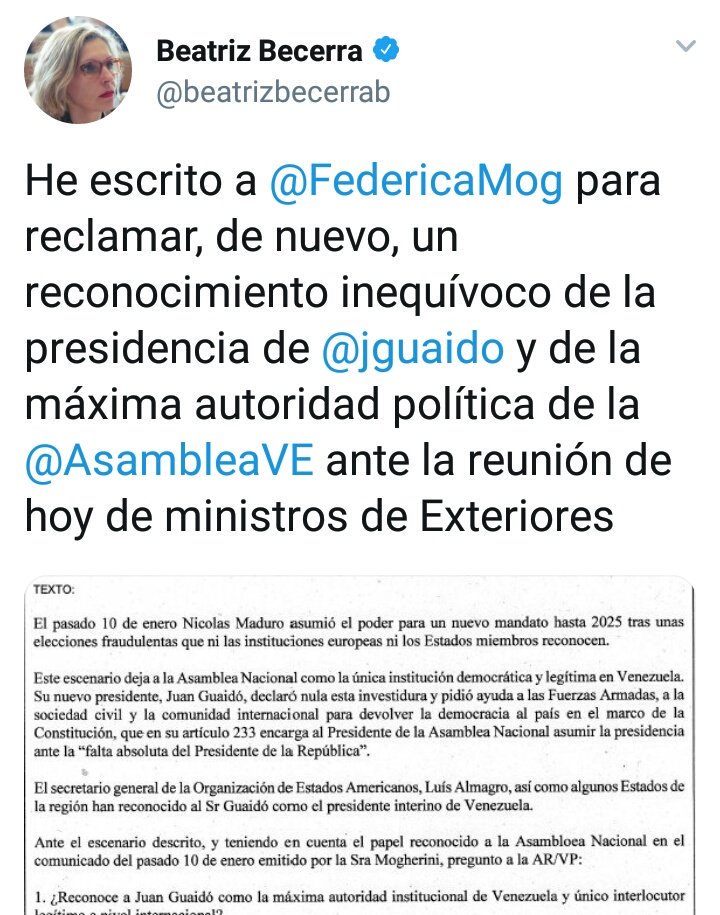 Beatriz Becerra
@beatrizbecerrab
He escrito a @FedericaMog para
reclamar, de nuevo, un
reconocimiento inequívoco de la
presidencia de @jguaido y de la
máxima autoridad política de la
@AsambleaVE ante la reunión de
hoy de ministros de Exteriores
TEXTO:
El pasado 10 de enero Nicolas Maduro asumió el poder para un nuevo mandato hasta 2025 tras unas
elecciones fraudulentas que ni las instituciones europeas ni los Estados miembros reconocen.
Este escenario deja a la Asamblea Nacional como la única institución democrática y legítima en Venezuela.
Su nuevo presidente, Juan Guaidó, declaró nula esta investidura y pidió ayuda a las Fuerzas Armadas, a la
sociedad civil y la comunidad internacional para devolver la democracia al país en el marco de la
Constitución, que en su artículo 233 encarga al Presidente de la Asamblea Nacional asumir la presidencia
ante la “falta absoluta del Presidente de la República”.
El secretario general de la Organización de Estados Americanos, Luís Almagro, así como algunos Estados de
la región han reconocido al Sr Guaidó como el presidente interino de Venezuela.
Ante el escenario descrito, y teniendo en cuenta el papel reconocido a la Asambloea Nacional en el
comunicado del pasado 10 de enero emitido por la Sra Mogherini, pregunto a la AR/VP:
1. ¿Reconoce a Juan Guaidó como la máxima autoridad institucional de Venezuela y único interlocutor
legítimo a nivel internacional?